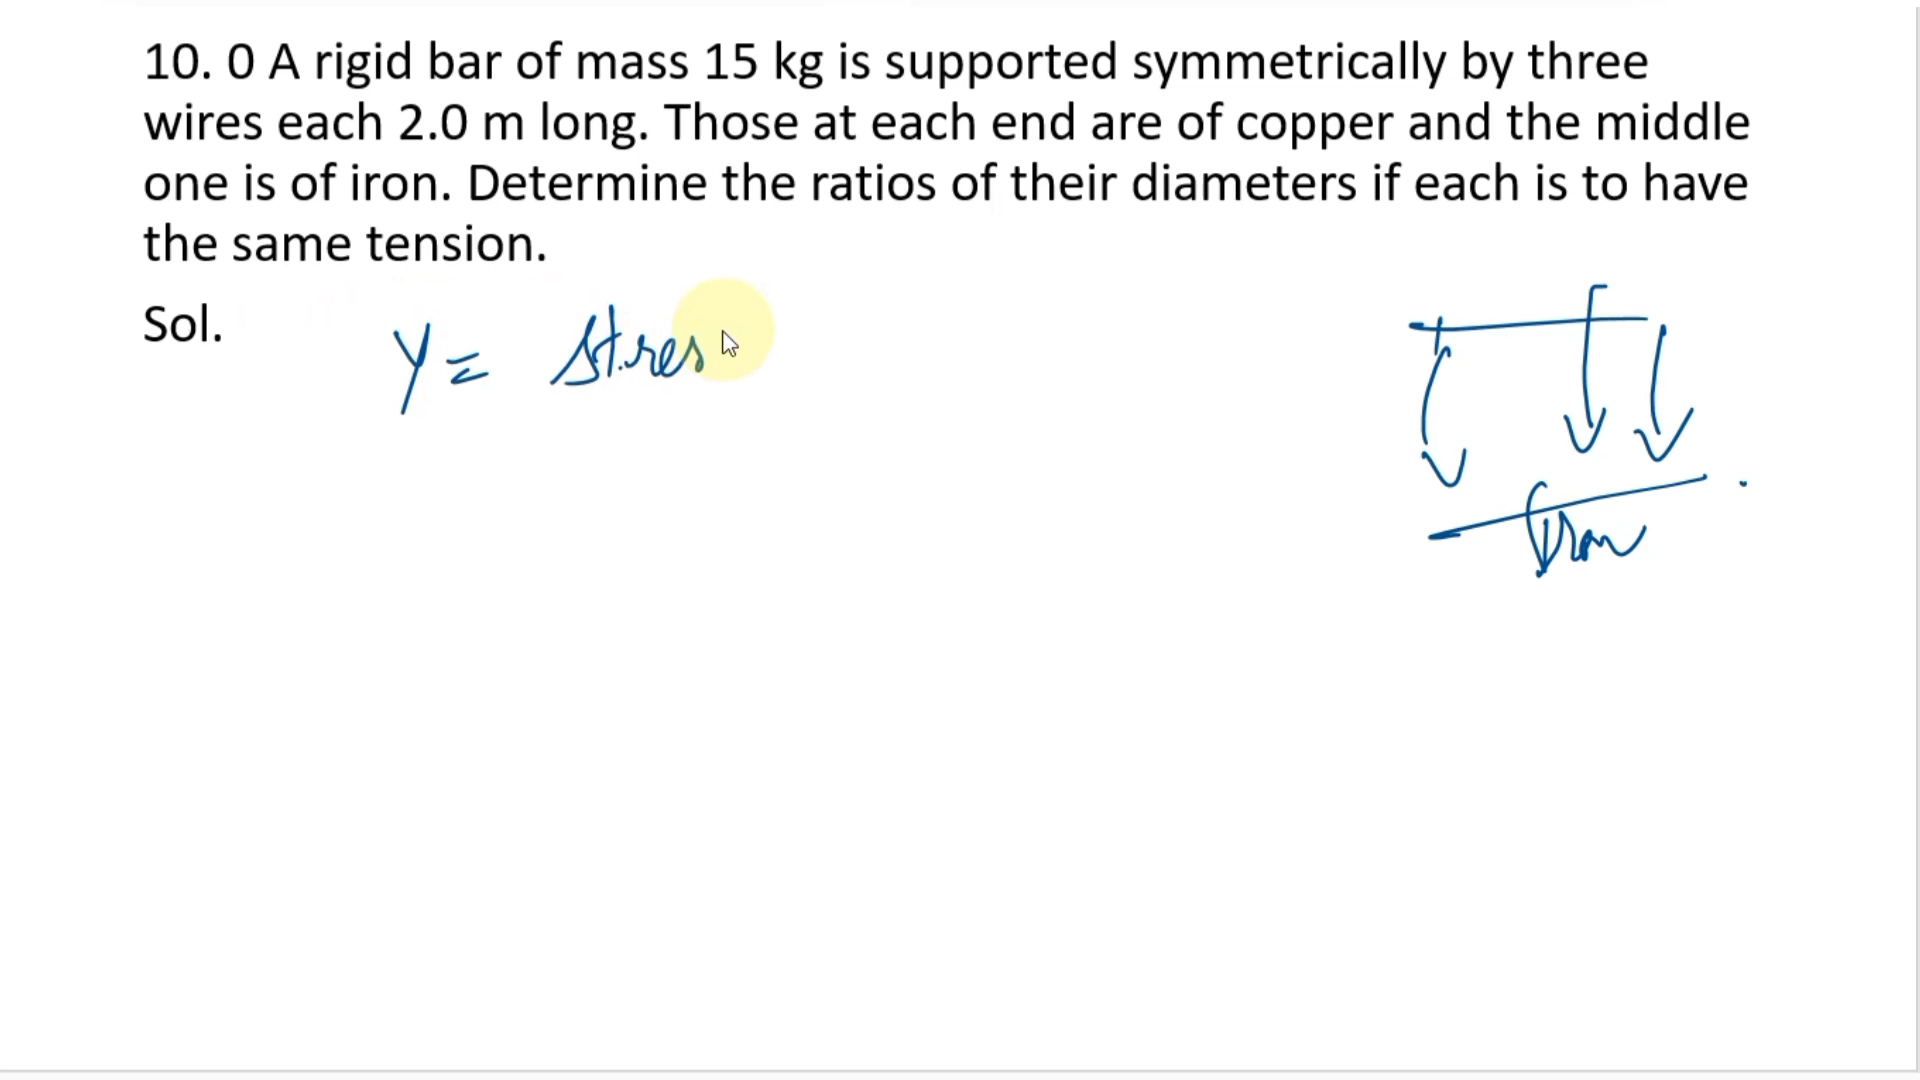 10. 0 A rigid bar of mass 15 kg is supported symmetrically by three
wires each 2.0 m long. Those at each end are of copper and the middle
one is of iron. Determine the ratios of their diameters if each is to have
the same tension.
Sol.
Y = Stres
Iron